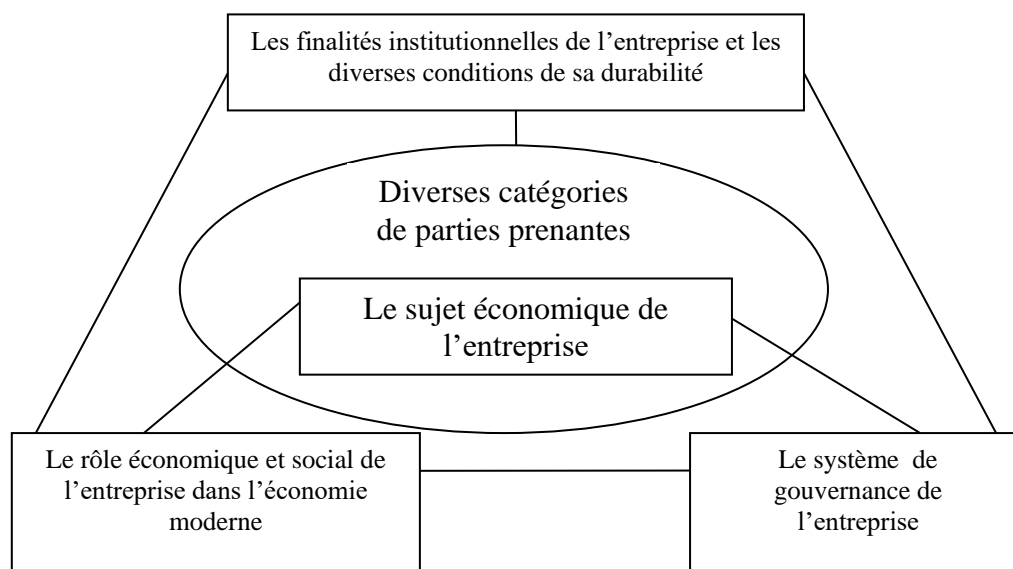 Les finalités institutionnelles de l’entreprise et les
diverses conditions de sa durabilité
Diverses catégories
de parties prenantes
Le sujet économique de
l’entreprise
Le rôle économique et social de
l’entreprise dans l’économie
moderne
Le système de
gouvernance de
l’entreprise